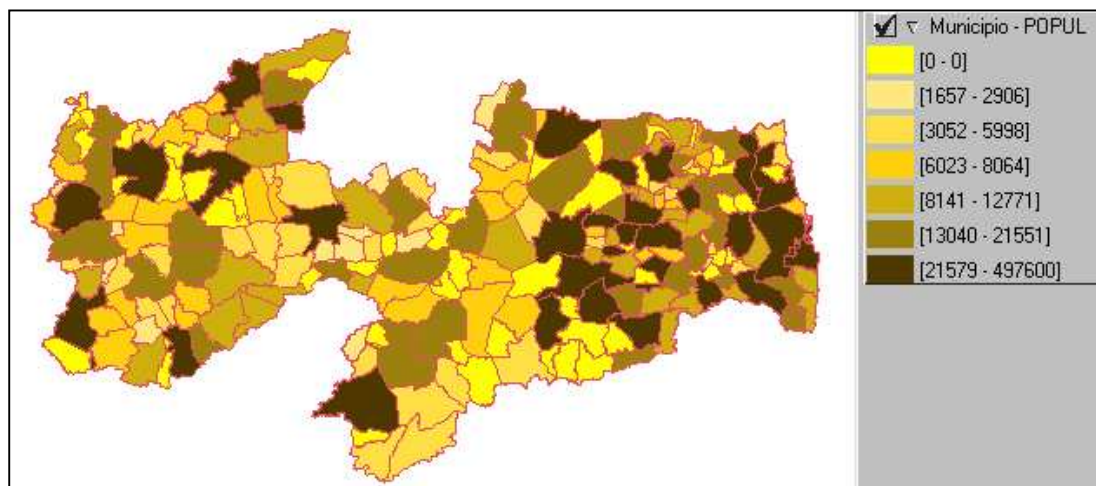 Municipio - POPUL
[0 - 0]
[1657 - 2906]
[3052 - 5998]
[6023 - 8064]
[8141 - 12771]
[13040 - 21551]
[21579 - 497600]